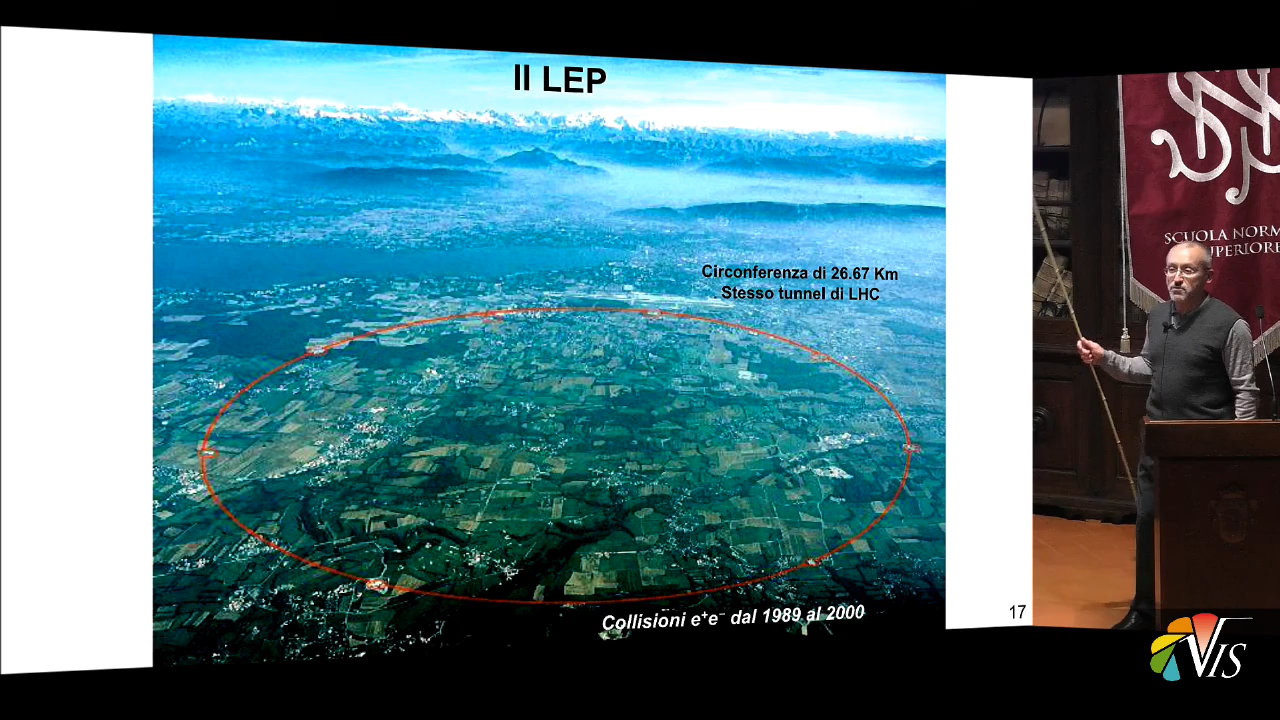 Il LEP
Circonferenza di 26.67 Km
Stesso tunnel di LHC
Collisioni e⁺e⁻ dal 1989 al 2000
17
SCUOLA NORM
SUPERIORE
VIS